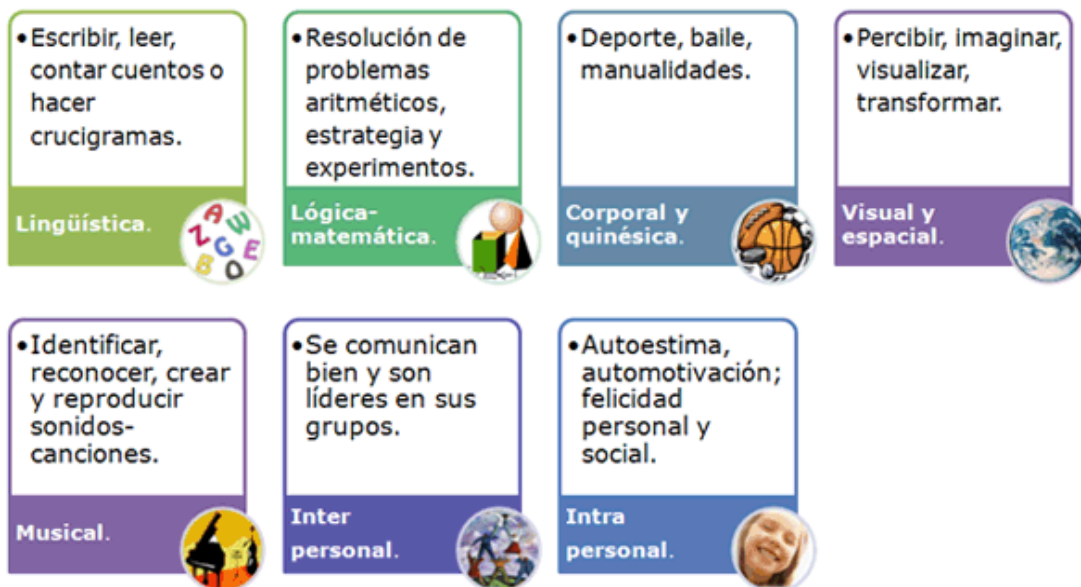 •Escribir, leer,
contar cuentos o
hacer
crucigramas.
Lingüística.
•Resolución de
problemas
aritméticos,
estrategia y
experimentos.
Lógica-
matemática.
•Deporte, baile,
manualidades.
Corporal y
quinésica.
•Percibir, imaginar,
visualizar,
transformar.
Visual y
espacial.
•Identificar,
reconocer, crear
y reproducir
sonidos-
canciones.
Musical.
•Se comunican
bien y son
líderes en sus
grupos.
Inter
personal.
•Autoestima,
automotivación;
felicidad
personal y
social.
Intra
personal.